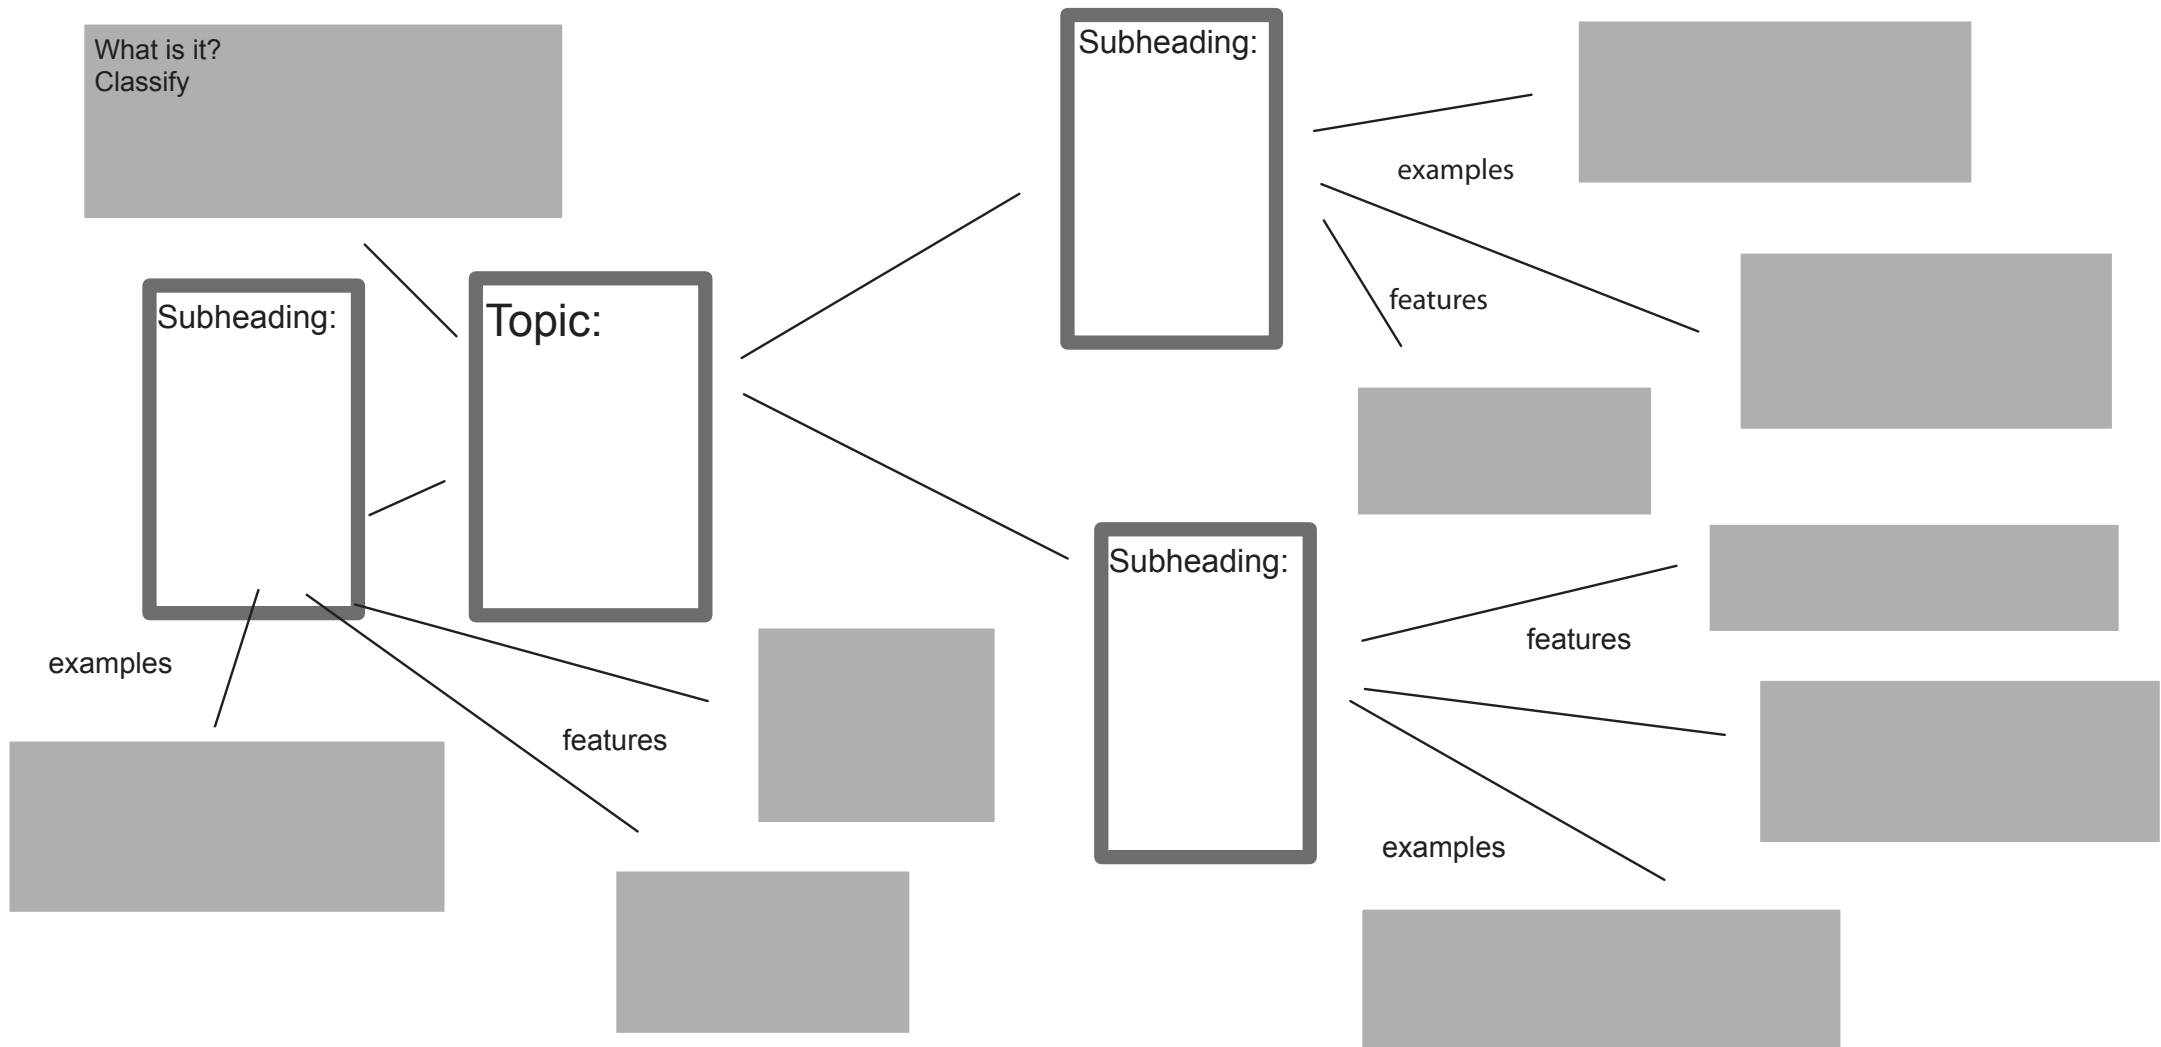 What is it?
Classify
Subheading:
Topic:
examples
features
Subheading:
examples
features
Subheading:
features
examples